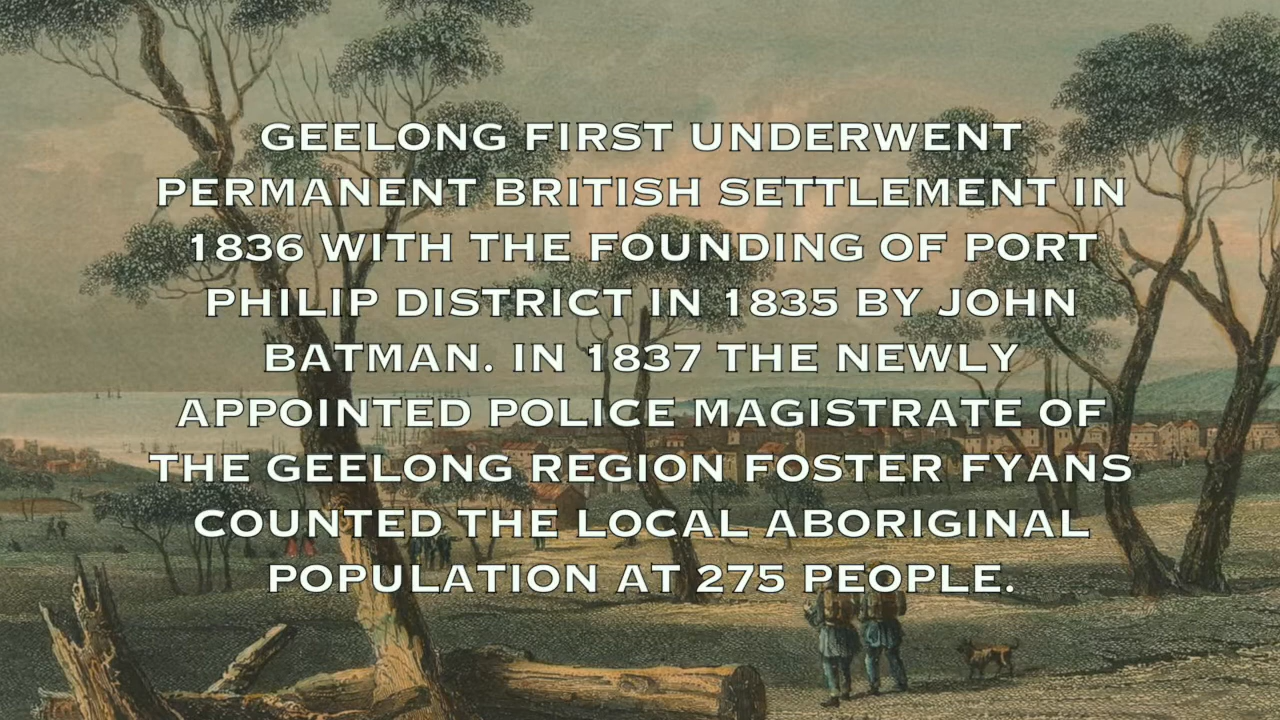 GEELONG FIRST UNDERWENT
PERMANENT BRITISH SETTLEMENT IN
1836 WITH THE FOUNDING OF PORT
PHILIP DISTRICT IN 1835 BY JOHN
BATMAN. IN 1837 THE NEWLY
APPOINTED POLICE MAGISTRATE OF
THE GEELONG REGION FOSTER FYANS
COUNTED THE LOCAL ABORIGINAL
POPULATION AT 275 PEOPLE.